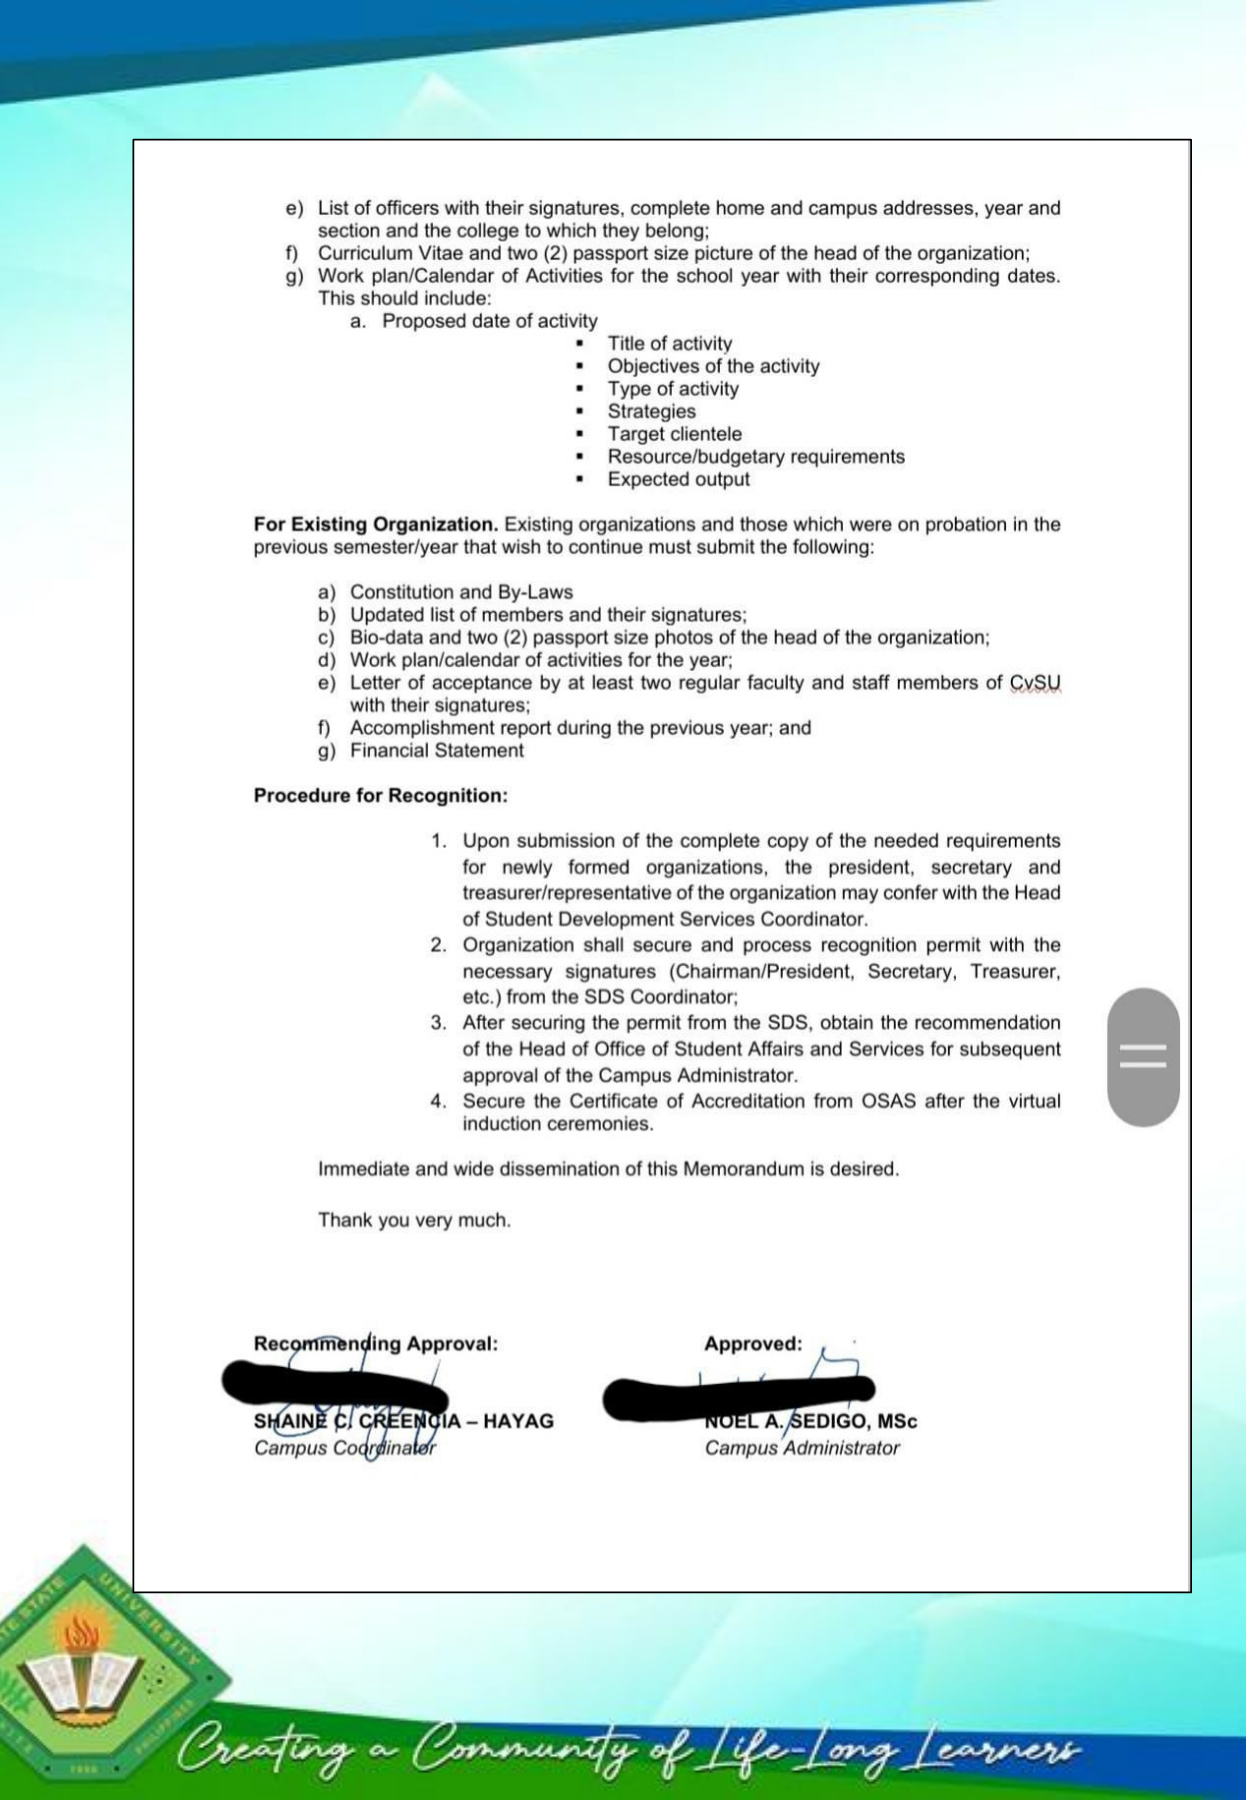 e) List of officers with their signatures, complete home and campus addresses, year and
section and the college to which they belong;
f) Curriculum Vitae and two (2) passport size picture of the head of the organization;
g) Work plan/Calendar of Activities for the school year with their corresponding dates.
This should include:
a. Proposed date of activity
▪ Title of activity
▪ Objectives of the activity
▪ Type of activity
▪ Strategies
▪ Target clientele
▪ Resource/budgetary requirements
▪ Expected output
For Existing Organization. Existing organizations and those which were on probation in the
previous semester/year that wish to continue must submit the following:
a) Constitution and By-Laws
b) Updated list of members and their signatures;
c) Bio-data and two (2) passport size photos of the head of the organization;
d) Work plan/calendar of activities for the year;
e) Letter of acceptance by at least two regular faculty and staff members of CvSU
with their signatures;
f) Accomplishment report during the previous year; and
g) Financial Statement
Procedure for Recognition:
1. Upon submission of the complete copy of the needed requirements
for newly formed organizations, the president, secretary and
treasurer/representative of the organization may confer with the Head
of Student Development Services Coordinator.
2. Organization shall secure and process recognition permit with the
necessary signatures (Chairman/President, Secretary, Treasurer,
etc.) from the SDS Coordinator;
3. After securing the permit from the SDS, obtain the recommendation
of the Head of Office of Student Affairs and Services for subsequent
approval of the Campus Administrator.
4. Secure the Certificate of Accreditation from OSAS after the virtual
induction ceremonies.
Immediate and wide dissemination of this Memorandum is desired.
Thank you very much.
Recommending Approval: Approved:
SHAINE C. CREENCIA – HAYAG NOEL A. SEDIGO, MSc
Campus Coordinator Campus Administrator
STATE UNIVERSITY
PHILIPPINES
1906
Creating a Community of Life-Long Learners